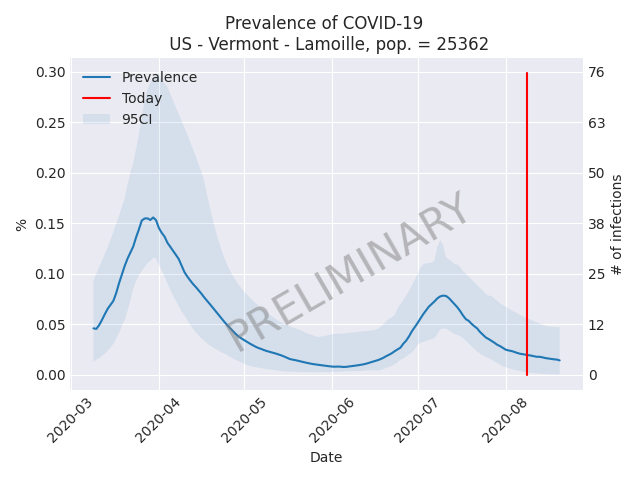 Prevalence of COVID-19
US - Vermont - Lamoille, pop. = 25362
Prevalence
Today
95CI
0.30
0.25
0.20
0.15
0.10
0.05
0.00
%
76
63
50
38
25
12
0
# of infections
PRELIMINARY
2020-03
2020-04
2020-05
2020-06
2020-07
2020-08
Date